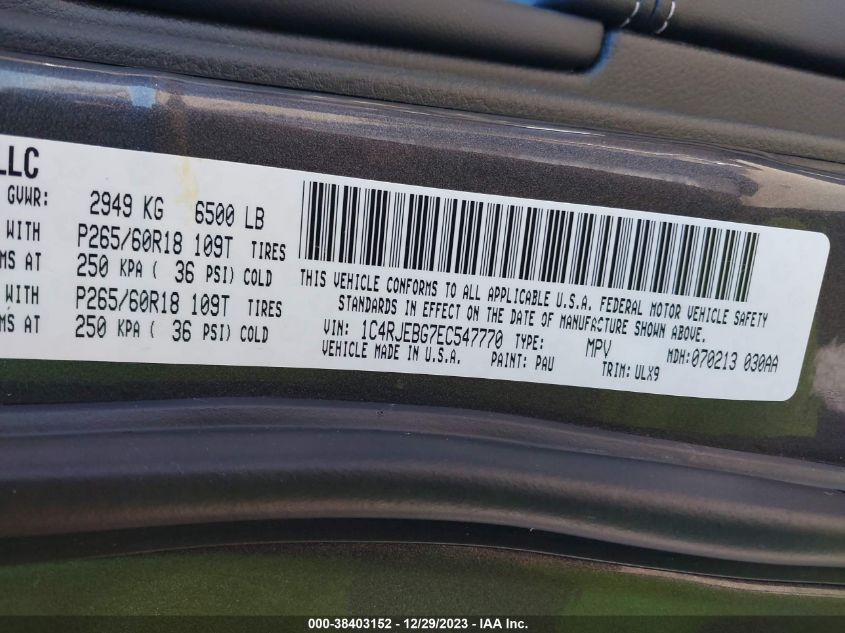 LLC
GVWR: 2949 KG 6500 LB
WITH P265/60R18 109T TIRES
MS AT 250 KPA ( 36 PSI) COLD
WITH P265/60R18 109T TIRES
MS AT 250 KPA ( 36 PSI) COLD
THIS VEHICLE CONFORMS TO ALL APPLICABLE U.S.A. FEDERAL MOTOR VEHICLE SAFETY
STANDARDS IN EFFECT ON THE DATE OF MANUFACTURE SHOWN ABOVE.
VIN: 1C4RJEBG7EC547770 TYPE: MPV MDH:070213 030AA
VEHICLE MADE IN U.S.A. PAINT: PAU TRIM: ULX9
000-38403152 - 12/29/2023 - IAA Inc.